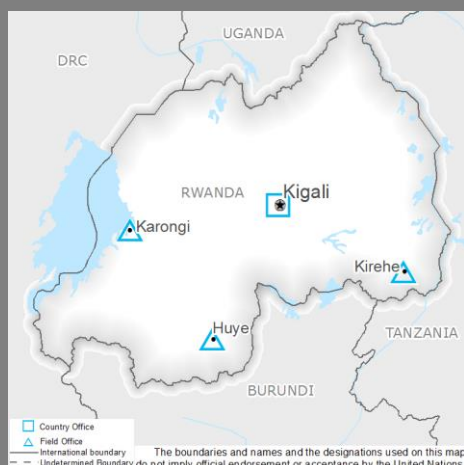 UGANDA
DRC
RWANDA
Kigali
Karongi
Kirehe
Huye
TANZANIA
BURUNDI
Country Office
Field Office
International boundary
Undetermined Boundary
The boundaries and names and the designations used on this map
do not imply official endorsement or acceptance by the United Nations